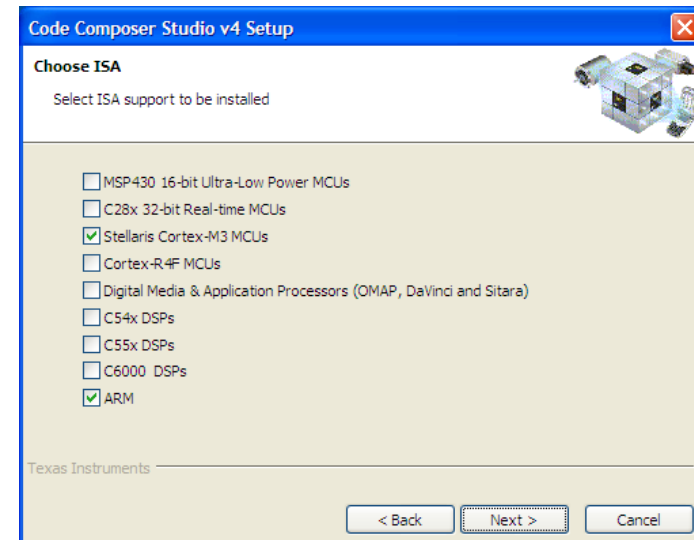 Code Composer Studio v4 Setup
Choose ISA
Select ISA support to be installed
MSP430 16-bit Ultra-Low Power MCUs
C28x 32-bit Real-time MCUs
Stellaris Cortex-M3 MCUs
Cortex-R4F MCUs
Digital Media & Application Processors (OMAP, DaVinci and Sitara)
C54x DSPs
C55x DSPs
C6000 DSPs
ARM
Texas Instruments
< Back Next > Cancel